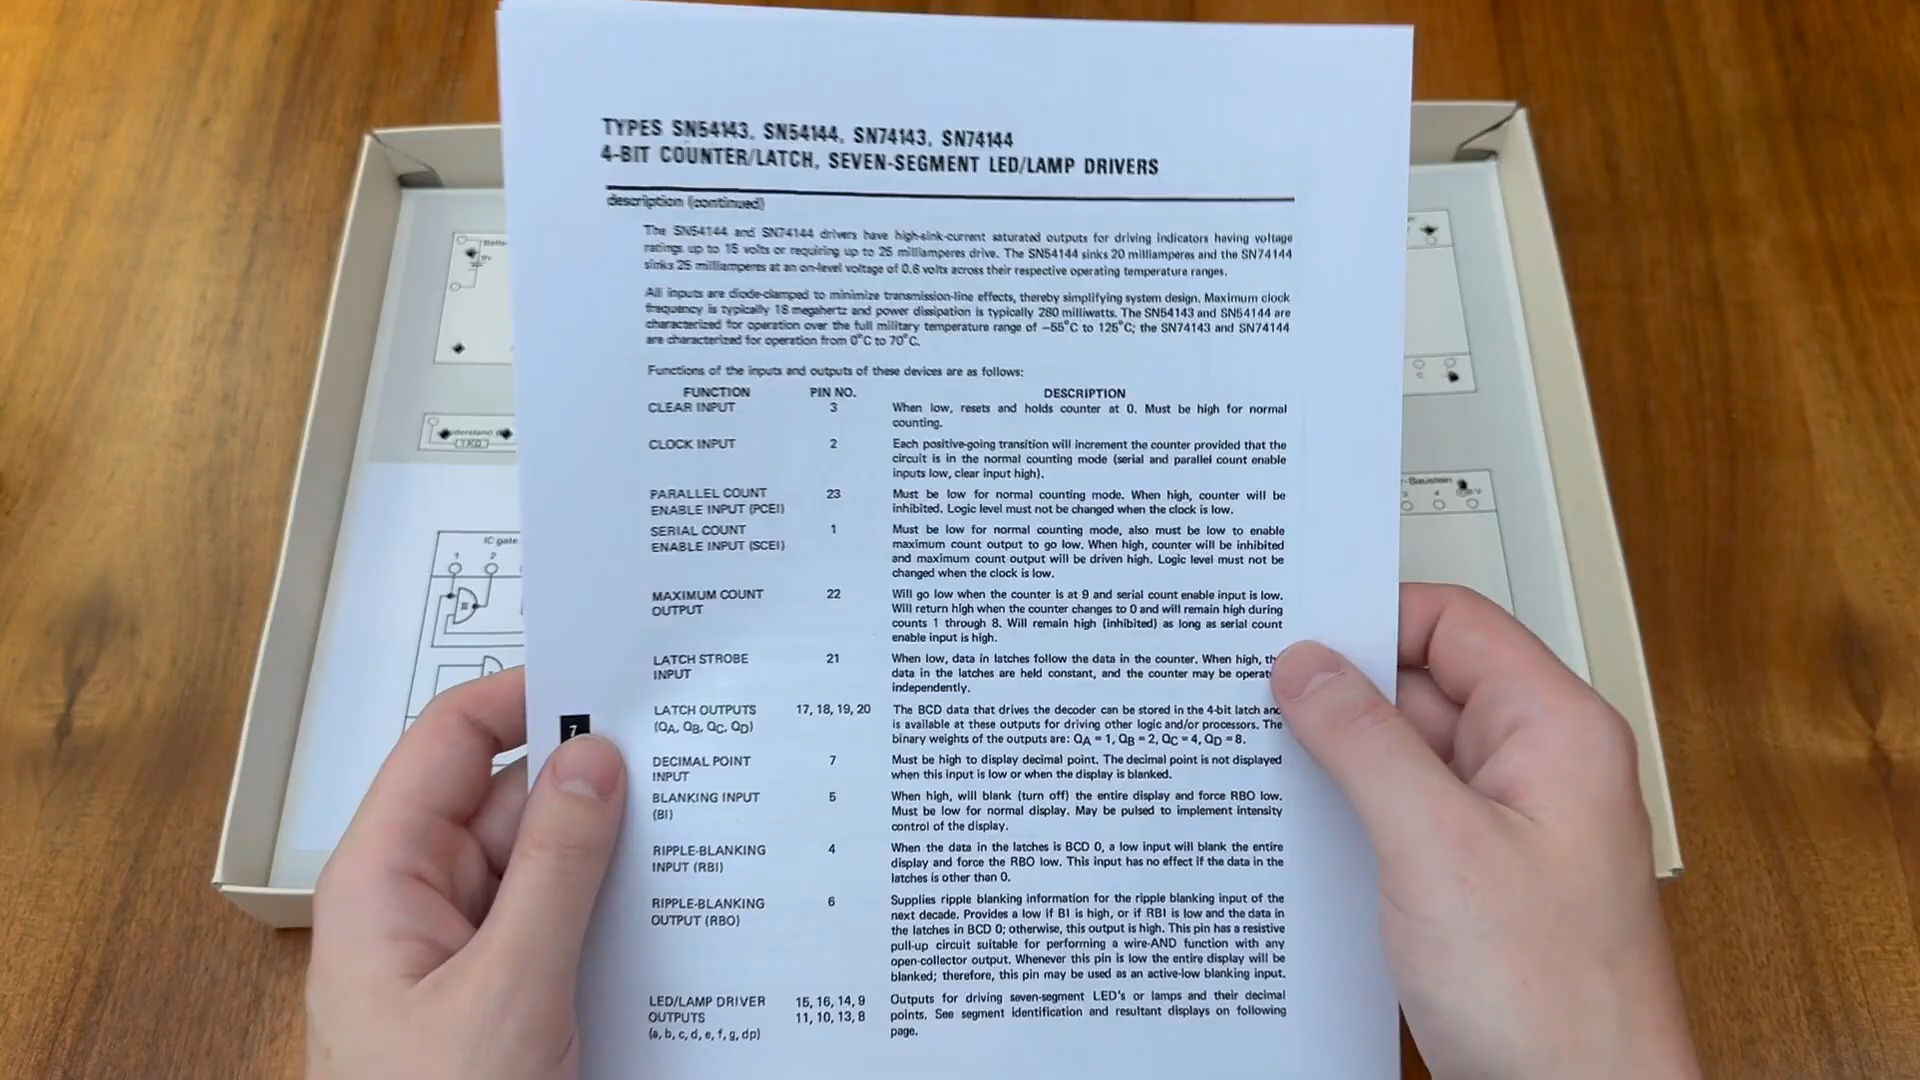 TYPES SN54143, SN54144, SN74143, SN74144
4-BIT COUNTER/LATCH, SEVEN-SEGMENT LED/LAMP DRIVERS
description (continued)
The SN54144 and SN74144 drivers have high-sink-current saturated outputs for driving indicators having voltage
ratings up to 15 volts or requiring up to 25 milliamperes drive. The SN54144 sinks 20 milliamperes and the SN74144
sinks 25 milliamperes at an on-level voltage of 0.6 volts across their respective operating temperature ranges.
All inputs are diode-clamped to minimize transmission-line effects, thereby simplifying system design. Maximum clock
frequency is typically 18 megahertz and power dissipation is typically 280 milliwatts. The SN54143 and SN54144 are
characterized for operation over the full military temperature range of −55°C to 125°C; the SN74143 and SN74144
are characterized for operation from 0°C to 70°C.
Functions of the inputs and outputs of these devices are as follows:
FUNCTION PIN NO. DESCRIPTION
CLEAR INPUT 3 When low, resets and holds counter at 0. Must be high for normal
counting.
CLOCK INPUT 2 Each positive-going transition will increment the counter provided that the
circuit is in the normal counting mode (serial and parallel count enable
inputs low, clear input high).
PARALLEL COUNT 23 Must be low for normal counting mode. When high, counter will be
ENABLE INPUT (PCEI) inhibited. Logic level must not be changed when the clock is low.
SERIAL COUNT 1 Must be low for normal counting mode, also must be low to enable
ENABLE INPUT (SCEI) maximum count output to go low. When high, counter will be inhibited
and maximum count output will be driven high. Logic level must not be
changed when the clock is low.
MAXIMUM COUNT 22 Will go low when the counter is at 9 and serial count enable input is low.
OUTPUT Will return high when the counter changes to 0 and will remain high during
counts 1 through 8. Will remain high (inhibited) as long as serial count
enable input is high.
LATCH STROBE 21 When low, data in latches follow the data in the counter. When high, th
INPUT data in the latches are held constant, and the counter may be operat
independently.
LATCH OUTPUTS 17, 18, 19, 20 The BCD data that drives the decoder can be stored in the 4-bit latch and
(QA, QB, QC, QD) is available at these outputs for driving other logic and/or processors. The
binary weights of the outputs are: QA = 1, QB = 2, QC = 4, QD = 8.
7
DECIMAL POINT 7 Must be high to display decimal point. The decimal point is not displayed
INPUT when this input is low or when the display is blanked.
BLANKING INPUT 5 When high, will blank (turn off) the entire display and force RBO low.
(BI) Must be low for normal display. May be pulsed to implement intensity
control of the display.
RIPPLE-BLANKING 4 When the data in the latches is BCD 0, a low input will blank the entire
INPUT (RBI) display and force the RBO low. This input has no effect if the data in the
latches is other than 0.
RIPPLE-BLANKING 6 Supplies ripple blanking information for the ripple blanking input of the
OUTPUT (RBO) next decade. Provides a low if BI is high, or if RBI is low and the data in
the latches in BCD 0; otherwise, this output is high. This pin has a resistive
pull-up circuit suitable for performing a wire-AND function with any
open-collector output. Whenever this pin is low the entire display will be
blanked; therefore, this pin may be used as an active-low blanking input.
LED/LAMP DRIVER 15, 16, 14, 9 Outputs for driving seven-segment LED's or lamps and their decimal
OUTPUTS 11, 10, 13, 8 points. See segment identification and resultant displays on following
(a, b, c, d, e, f, g, dp) page.
Batte
9V
1 KΩ
IC gate
1 2
-Baustein
3 4
C